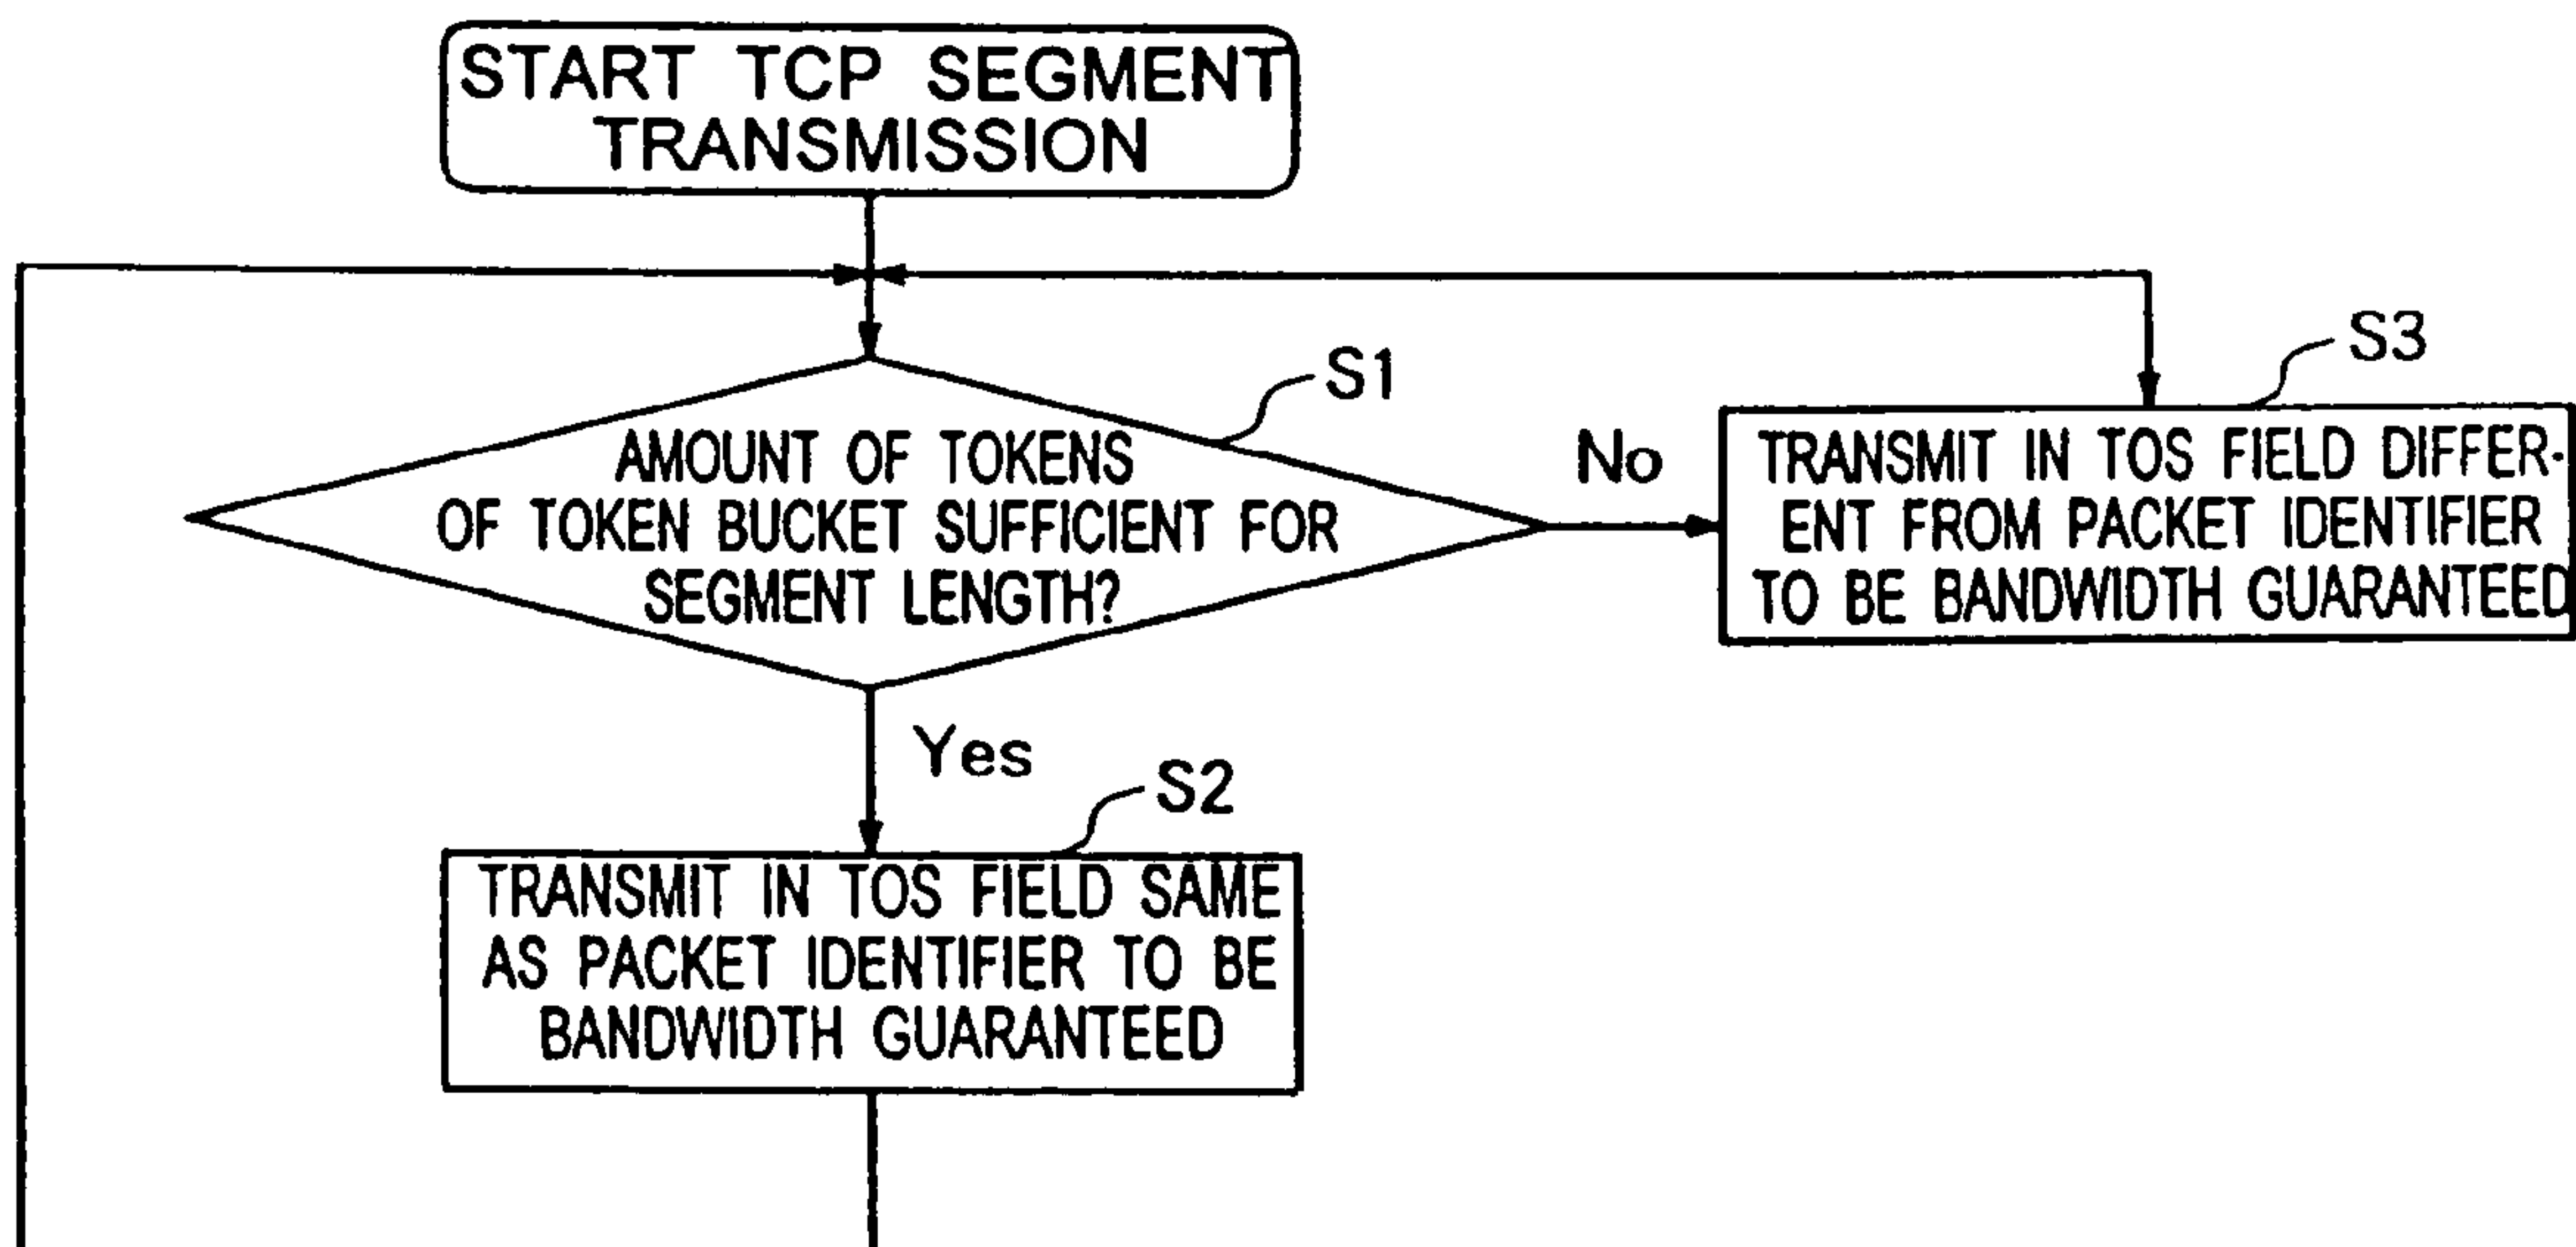 START TCP SEGMENT
TRANSMISSION
S1
AMOUNT OF TOKENS
OF TOKEN BUCKET SUFFICIENT FOR
SEGMENT LENGTH?
No
S3
TRANSMIT IN TOS FIELD DIFFER-
ENT FROM PACKET IDENTIFIER
TO BE BANDWIDTH GUARANTEED
Yes
S2
TRANSMIT IN TOS FIELD SAME
AS PACKET IDENTIFIER TO BE
BANDWIDTH GUARANTEED